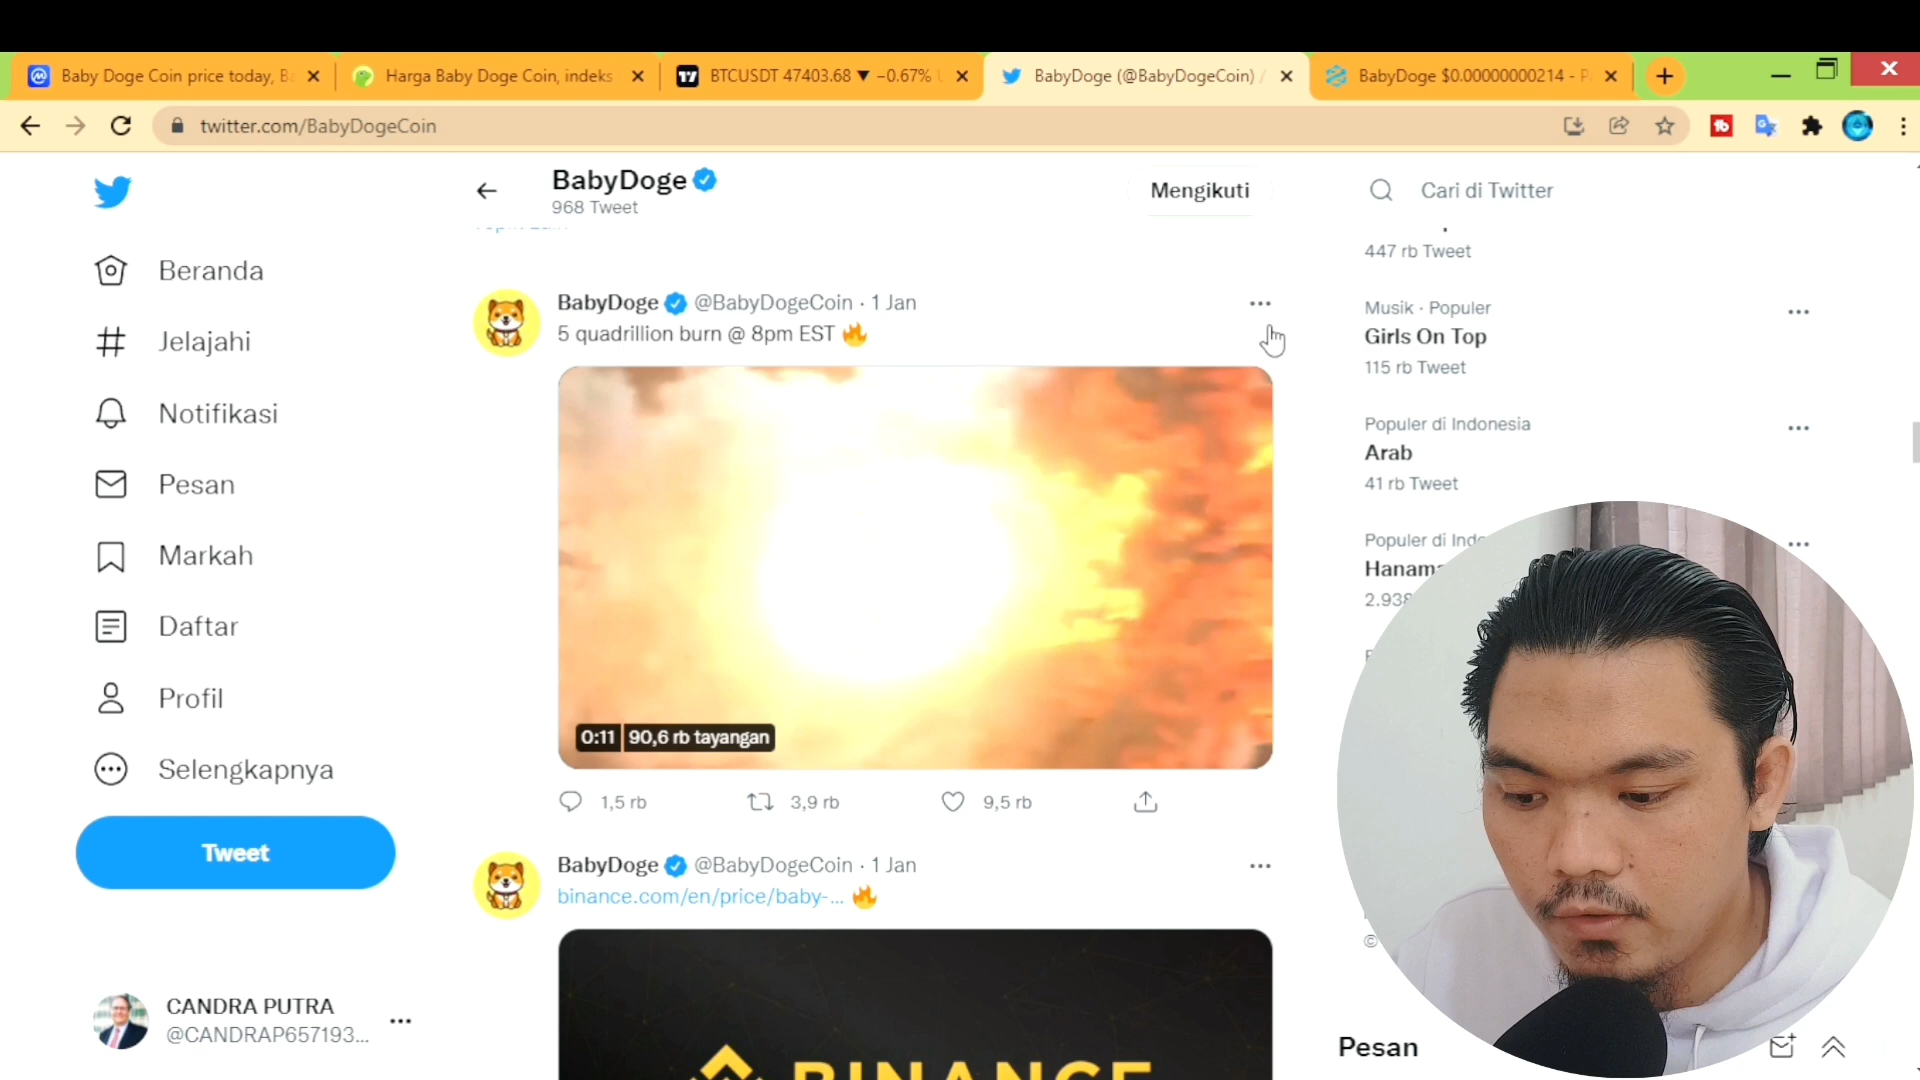 Baby Doge Coin price today, B
Harga Baby Doge Coin, indeks
BTCUSDT 47403.68 ▼ −0.67%
BabyDoge (@BabyDogeCoin) /
BabyDoge $0.00000000214 - P
twitter.com/BabyDogeCoin
BabyDoge
968 Tweet
Mengikuti
Cari di Twitter
Beranda
Jelajahi
Notifikasi
Pesan
Markah
Daftar
Profil
Selengkapnya
Tweet
CANDRA PUTRA
@CANDRAP657193...
BabyDoge @BabyDogeCoin · 1 Jan
5 quadrillion burn @ 8pm EST 🔥
0:11 90,6 rb tayangan
1,5 rb 3,9 rb 9,5 rb
BabyDoge @BabyDogeCoin · 1 Jan
binance.com/en/price/baby-... 🔥
BINANCE
447 rb Tweet
Musik · Populer
Girls On Top
115 rb Tweet
Populer di Indonesia
Arab
41 rb Tweet
Populer di Indo
Hanam
2.938
©
Pesan